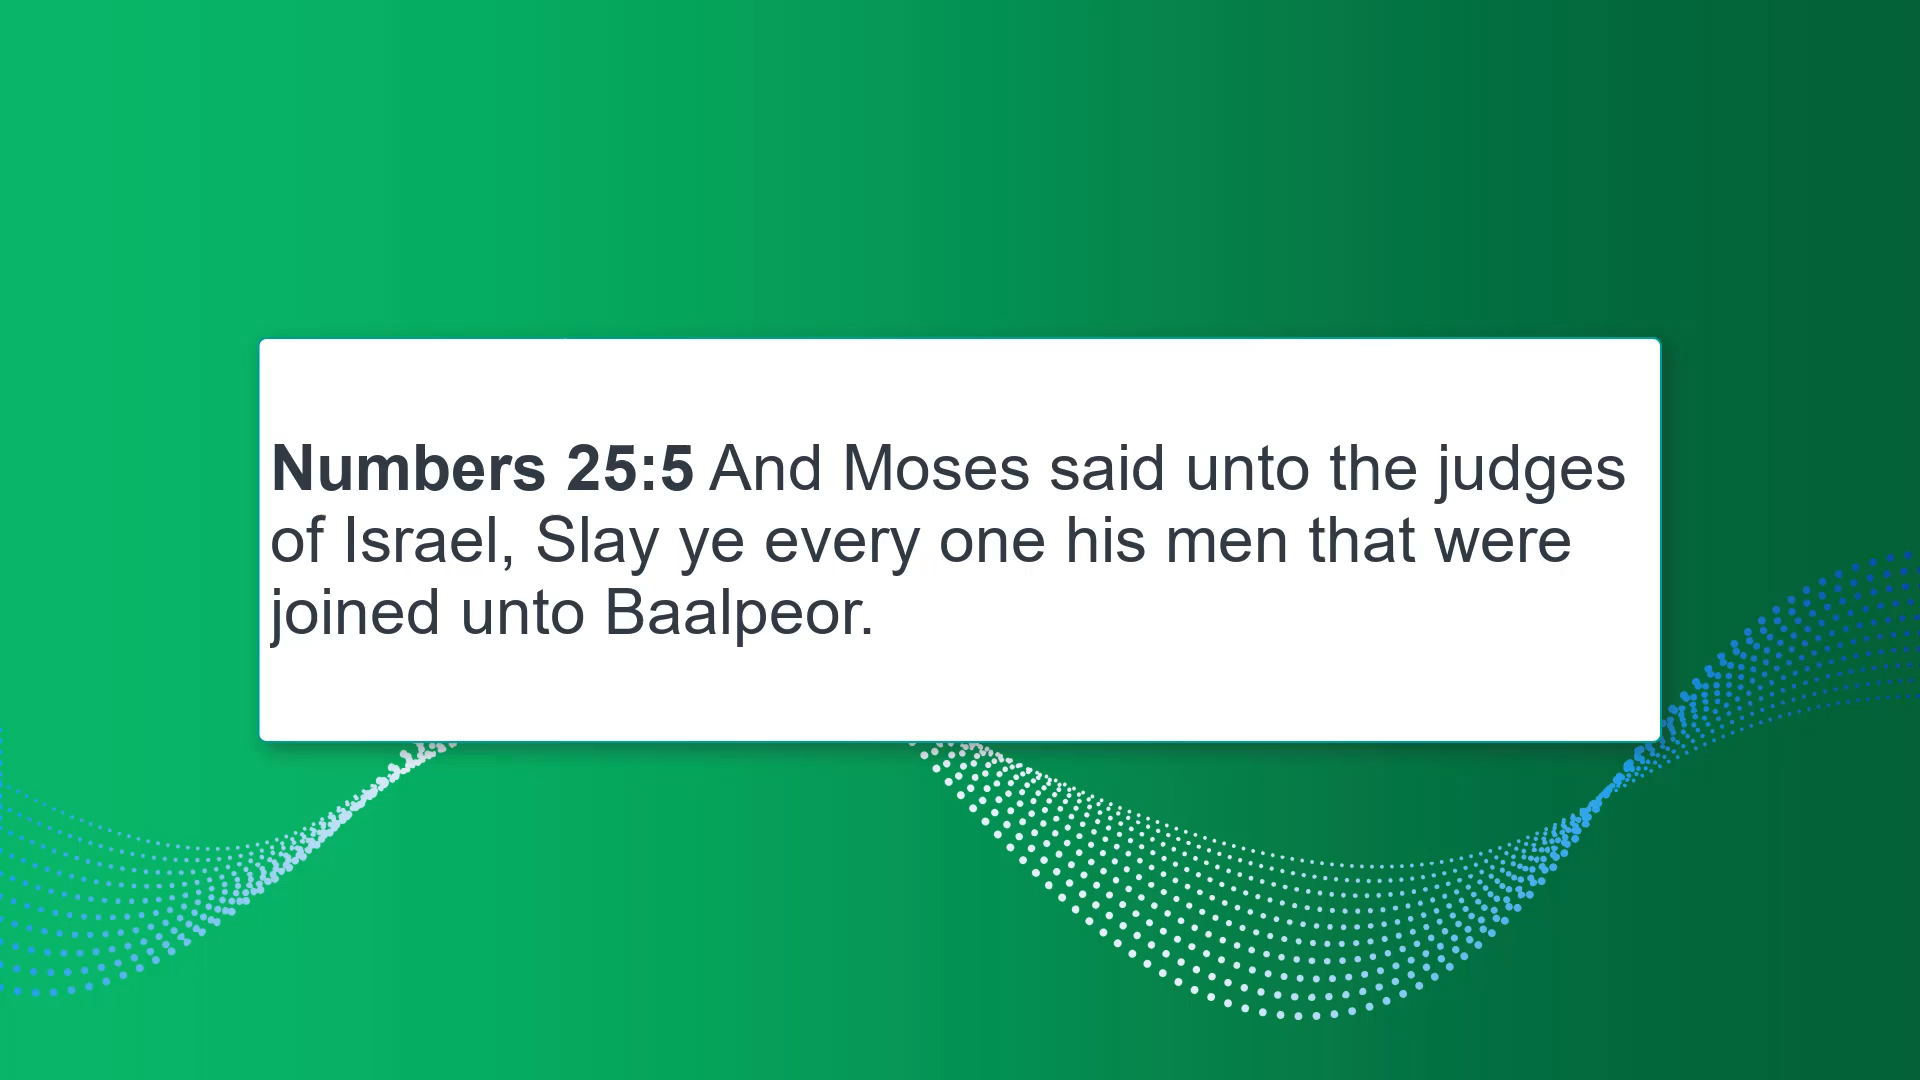 Numbers 25:5 And Moses said unto the judges
of Israel, Slay ye every one his men that were
joined unto Baalpeor.